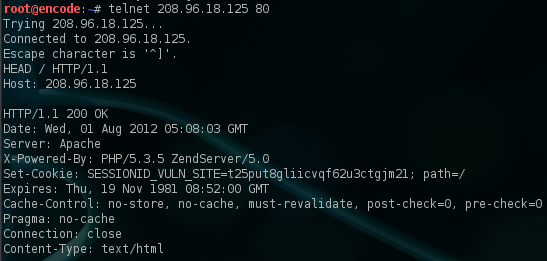 root@encode:~# telnet 208.96.18.125 80
Trying 208.96.18.125...
Connected to 208.96.18.125.
Escape character is '^]'.
HEAD / HTTP/1.1
Host: 208.96.18.125

HTTP/1.1 200 OK
Date: Wed, 01 Aug 2012 05:08:03 GMT
Server: Apache
X-Powered-By: PHP/5.3.5 ZendServer/5.0
Set-Cookie: SESSIONID_VULN_SITE=t25put8gliicvqf62u3ctgjm21; path=/
Expires: Thu, 19 Nov 1981 08:52:00 GMT
Cache-Control: no-store, no-cache, must-revalidate, post-check=0, pre-check=0
Pragma: no-cache
Connection: close
Content-Type: text/html